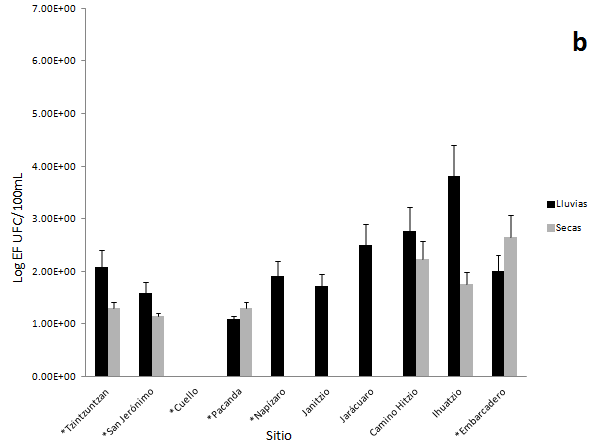 7.00E+00
b
6.00E+00
5.00E+00
4.00E+00
3.00E+00
2.00E+00
1.00E+00
0.00E+00
Log EF UFC/100mL
Lluvias
Secas
*Tzintzuntzan
*San Jerónimo
*Cuello
*Pacanda
*Napízaro
Janitzio
Jarácuaro
Camino Hitzio
Ihuatzio
*Embarcadero
Sitio